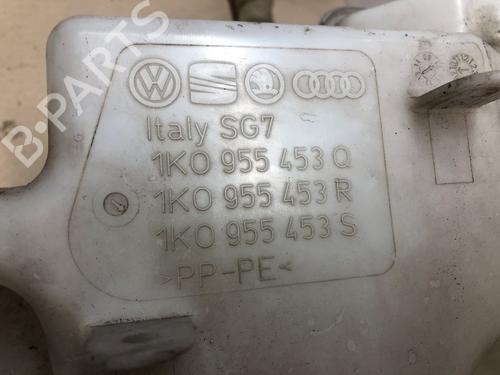 Italy SG7
1K0 955 453 Q
1K0 955 453 R
1K0 955 453 S
>PP-PE<
B-PARTS